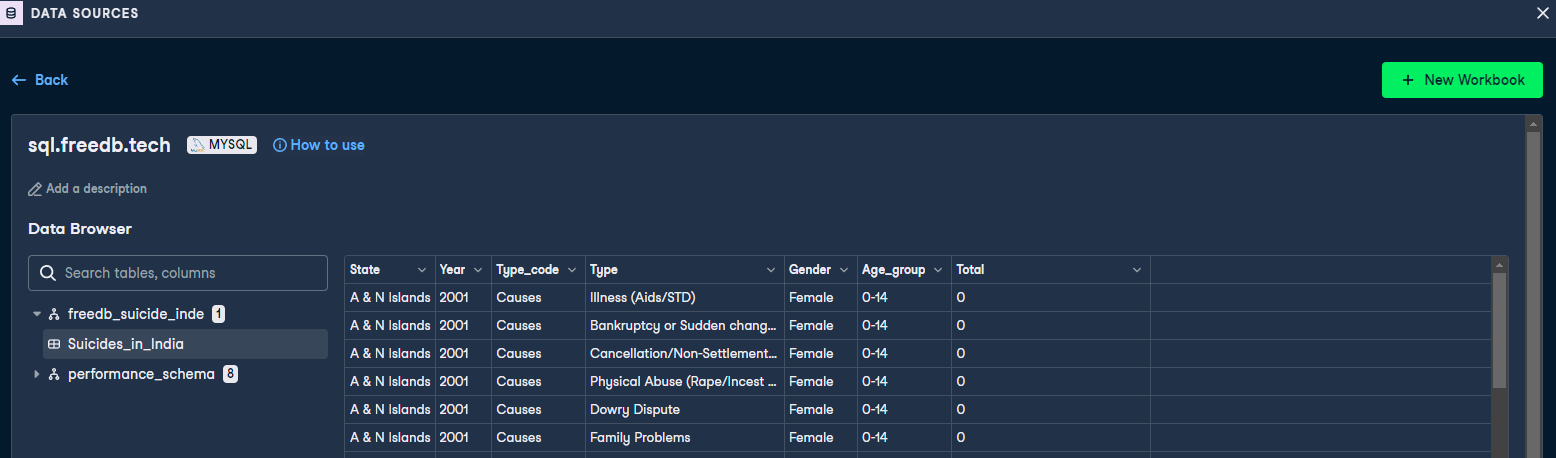 DATA SOURCES
Back
New Workbook
sql.freedb.tech MYSQL How to use
Add a description
Data Browser
Search tables, columns
freedb_suicide_inde 1
Suicides_in_India
performance_schema 8
State Year Type_code Type Gender Age_group Total
A & N Islands 2001 Causes Illness (Aids/STD) Female 0-14 0
A & N Islands 2001 Causes Bankruptcy or Sudden chang... Female 0-14 0
A & N Islands 2001 Causes Cancellation/Non-Settlement... Female 0-14 0
A & N Islands 2001 Causes Physical Abuse (Rape/Incest ... Female 0-14 0
A & N Islands 2001 Causes Dowry Dispute Female 0-14 0
A & N Islands 2001 Causes Family Problems Female 0-14 0